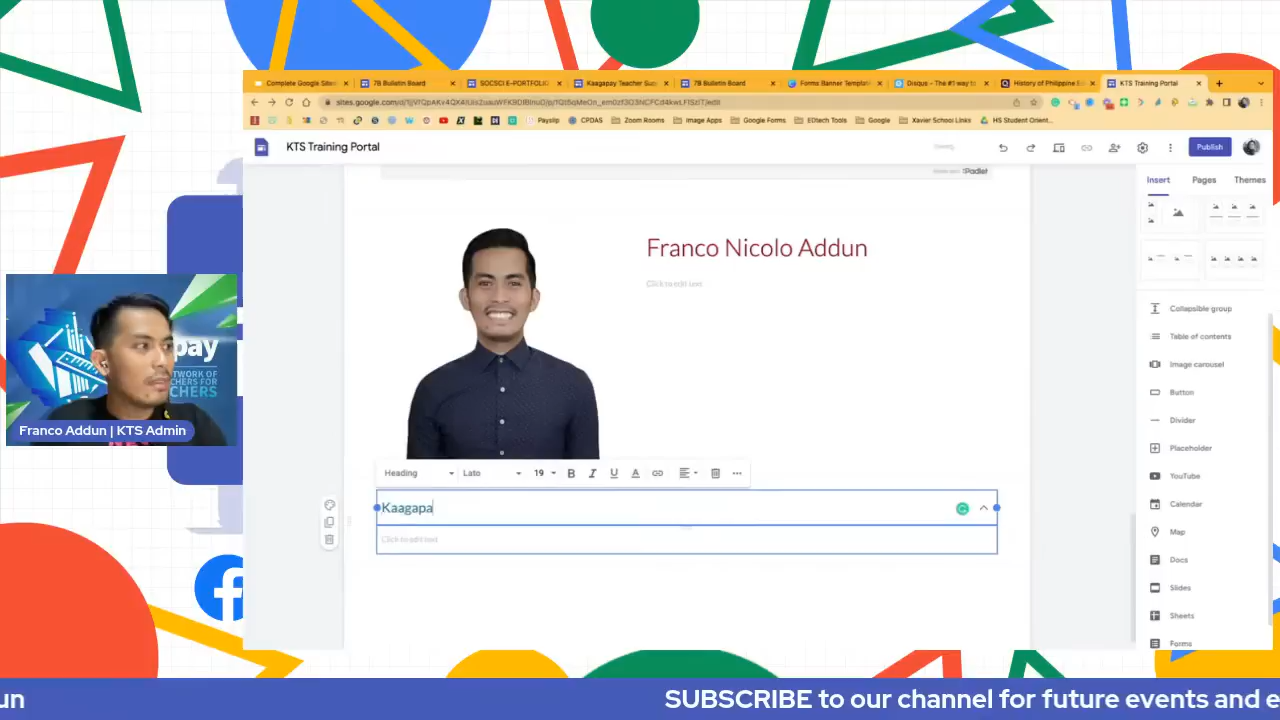 Complete Google Sites
7B Bulletin Board
SOCSCI E-PORTFOLIO
Kaagapay Teacher Sup
7B Bulletin Board
Forms Banner Templat
Disqus – The #1 way to
History of Philippine E
KTS Training Portal
Payslip
CPDAS
Zoom Rooms
Image Apps
Google Forms
EDtech Tools
Google
Xavier School Links
HS Student Orient...
KTS Training Portal
Publish
Insert
Pages
Themes
Padlet
Franco Nicolo Addun
Click to edit text
Collapsible group
Table of contents
Image carousel
Button
Divider
Placeholder
YouTube
Calendar
Map
Docs
Slides
Sheets
Forms
Heading
Lato
19
B
I
U
A
Kaagapa
Click to edit text
pay
TWORK OF
CHERS FOR
CHERS
Franco Addun | KTS Admin
un
SUBSCRIBE to our channel for future events and e